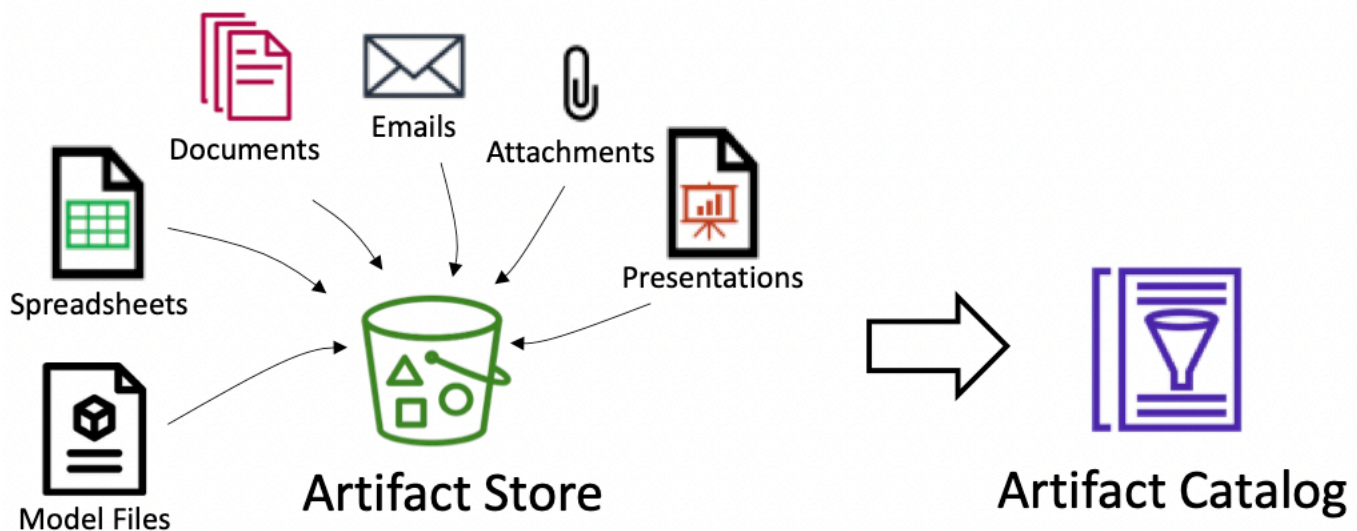 Documents
Emails
Attachments
Spreadsheets
Presentations
Model Files
Artifact Store
Artifact Catalog